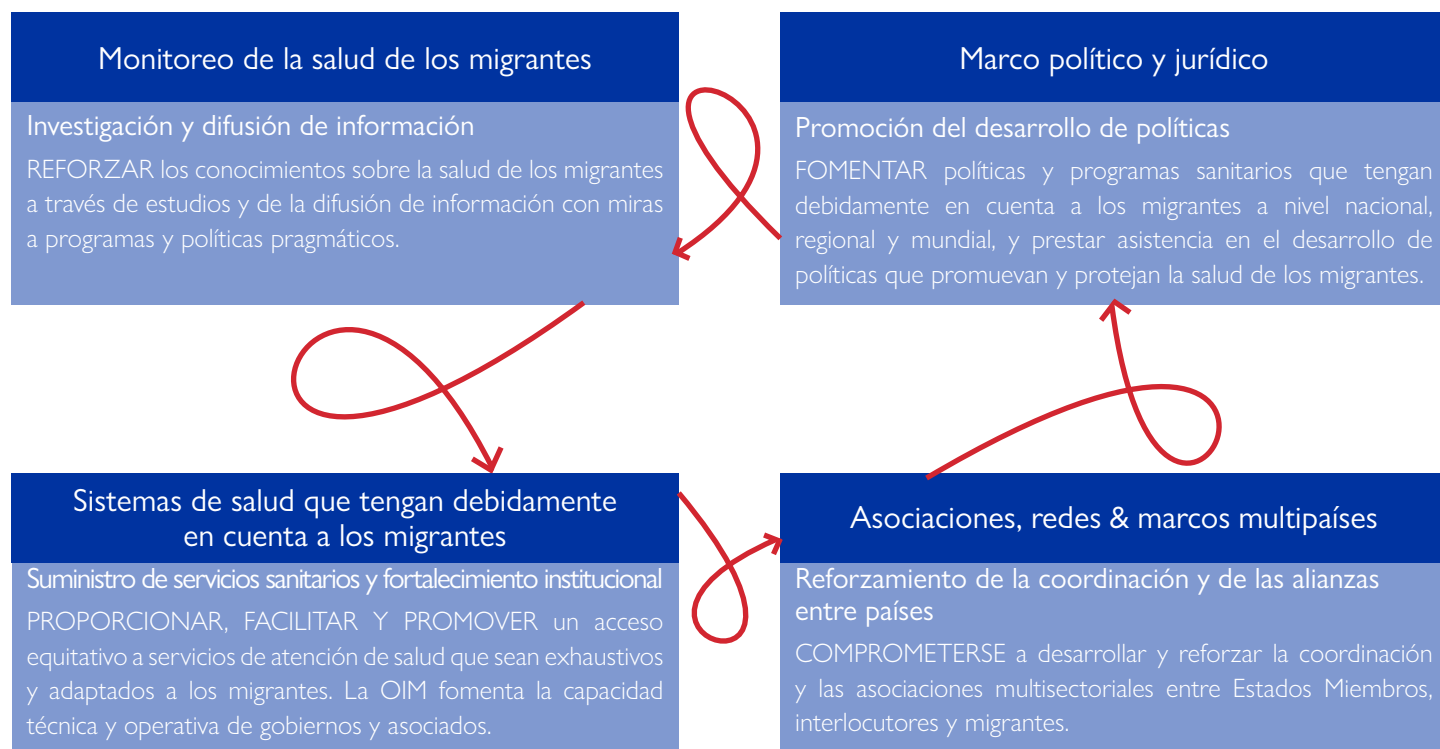 Monitoreo de la salud de los migrantes
Investigación y difusión de información
REFORZAR los conocimientos sobre la salud de los migrantes
a través de estudios y de la difusión de información con miras
a programas y políticas pragmáticos.
Marco político y jurídico
Promoción del desarrollo de políticas
FOMENTAR políticas y programas sanitarios que tengan
debidamente en cuenta a los migrantes a nivel nacional,
regional y mundial, y prestar asistencia en el desarrollo de
políticas que promuevan y protejan la salud de los migrantes.
Sistemas de salud que tengan debidamente
en cuenta a los migrantes
Suministro de servicios sanitarios y fortalecimiento institucional
PROPORCIONAR, FACILITAR Y PROMOVER un acceso
equitativo a servicios de atención de salud que sean exhaustivos
y adaptados a los migrantes. La OIM fomenta la capacidad
técnica y operativa de gobiernos y asociados.
Asociaciones, redes & marcos multipaíses
Reforzamiento de la coordinación y de las alianzas
entre países
COMPROMETERSE a desarrollar y reforzar la coordinación
y las asociaciones multisectoriales entre Estados Miembros,
interlocutores y migrantes.